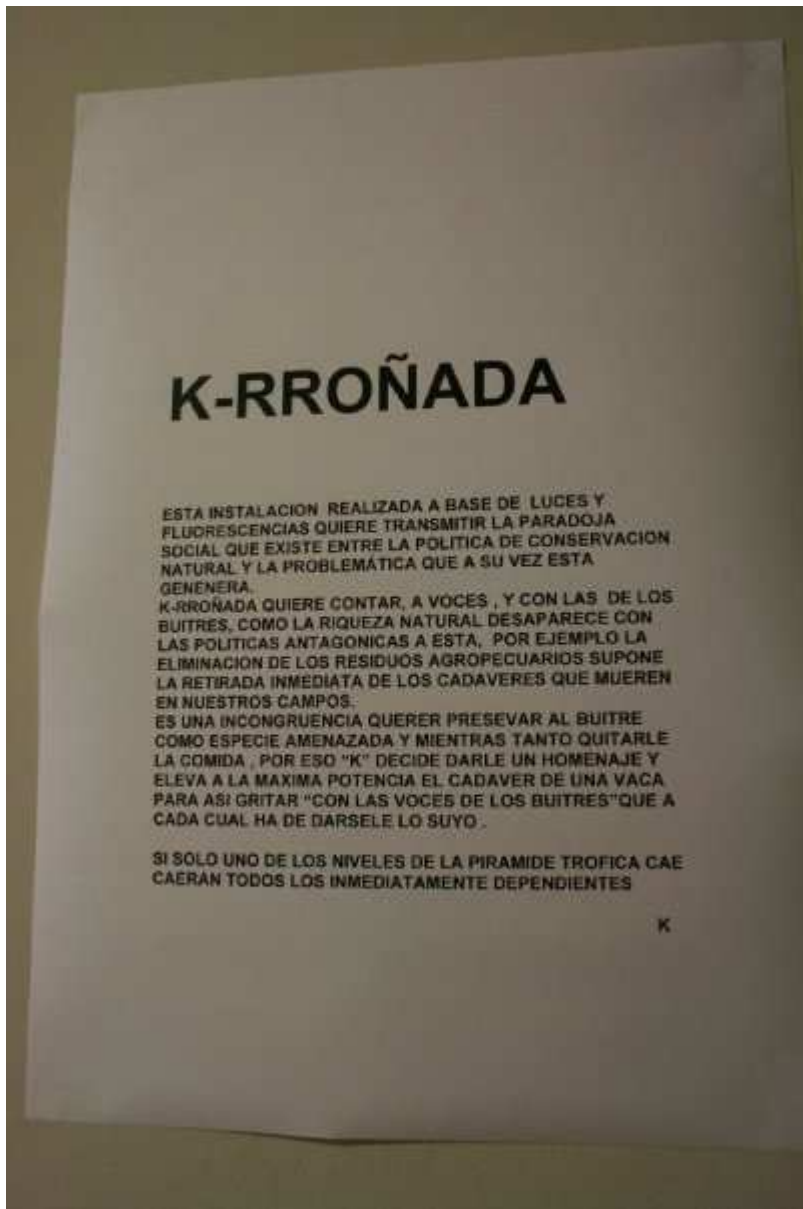 K-RROÑADA
ESTA INSTALACION REALIZADA A BASE DE LUCES Y
FLUORESCENCIAS QUIERE TRANSMITIR LA PARADOJA
SOCIAL QUE EXISTE ENTRE LA POLITICA DE CONSERVACION
NATURAL Y LA PROBLEMÁTICA QUE A SU VEZ ESTA
GENENERA.
K-RROÑADA QUIERE CONTAR, A VOCES , Y CON LAS DE LOS
BUITRES, COMO LA RIQUEZA NATURAL DESAPARECE CON
LAS POLITICAS ANTAGONICAS A ESTA, POR EJEMPLO LA
ELIMINACION DE LOS RESIDUOS AGROPECUARIOS SUPONE
LA RETIRADA INMEDIATA DE LOS CADAVERES QUE MUEREN
EN NUESTROS CAMPOS.
ES UNA INCONGRUENCIA QUERER PRESEVAR AL BUITRE
COMO ESPECIE AMENAZADA Y MIENTRAS TANTO QUITARLE
LA COMIDA , POR ESO "K" DECIDE DARLE UN HOMENAJE Y
ELEVA A LA MAXIMA POTENCIA EL CADAVER DE UNA VACA
PARA ASI GRITAR "CON LAS VOCES DE LOS BUITRES"QUE A
CADA CUAL HA DE DARSELE LO SUYO .
SI SOLO UNO DE LOS NIVELES DE LA PIRAMIDE TROFICA CAE
CAERAN TODOS LOS INMEDIATAMENTE DEPENDIENTES
K